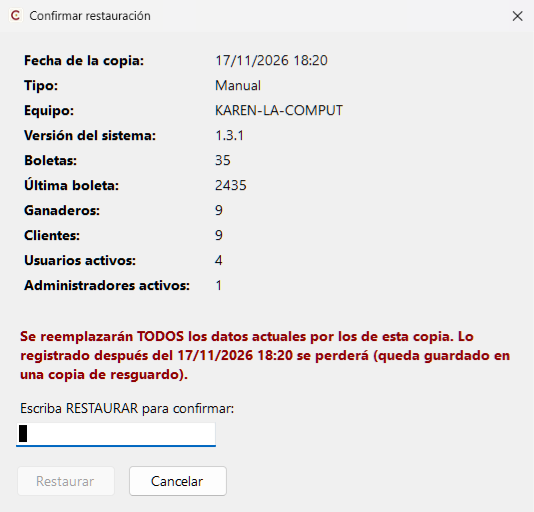 Confirmar restauración
Fecha de la copia: 17/11/2026 18:20
Tipo: Manual
Equipo: KAREN-LA-COMPUT
Versión del sistema: 1.3.1
Boletas: 35
Última boleta: 2435
Ganaderos: 9
Clientes: 9
Usuarios activos: 4
Administradores activos: 1
Se reemplazarán TODOS los datos actuales por los de esta copia. Lo
registrado después del 17/11/2026 18:20 se perderá (queda guardado en
una copia de resguardo).
Escriba RESTAURAR para confirmar:
Restaurar Cancelar